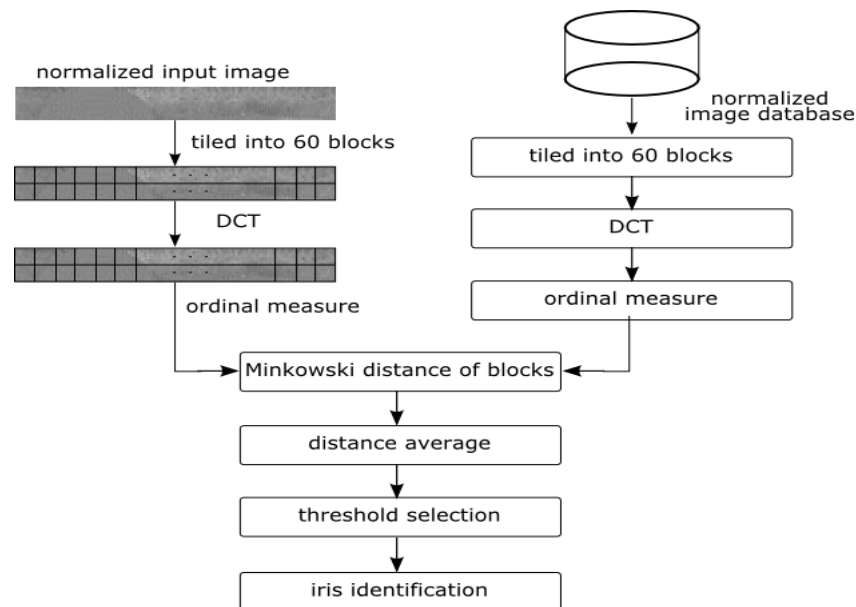 normalized input image
tiled into 60 blocks
DCT
ordinal measure
normalized
image database
tiled into 60 blocks
DCT
ordinal measure
Minkowski distance of blocks
distance average
threshold selection
iris identification